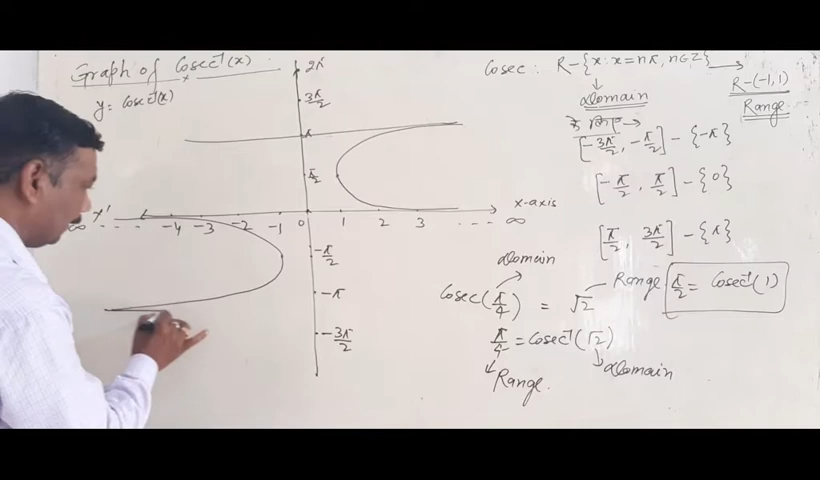 Graph of Cosec⁻¹(x)
y = Cosec⁻¹(x)
2π
3π/2
π
π/2
x'
∞ - - - -4 -3 -2 -1 0 1 2 3 - - - ∞
x-axis
-π/2
-π
-3π/2
Cosec : R-{x: x = nπ, n∈Z} → R-(-1,1)
Domain
Range
के लिए →
[-3π/2, -π/2] - {-π}
[-π/2, π/2] - {0}
[π/2, 3π/2] - {π}
Domain
Cosec(π/4) = √2 Range
π/2 = Cosec⁻¹(1)
π/4 = Cosec⁻¹(√2)
Range. Domain